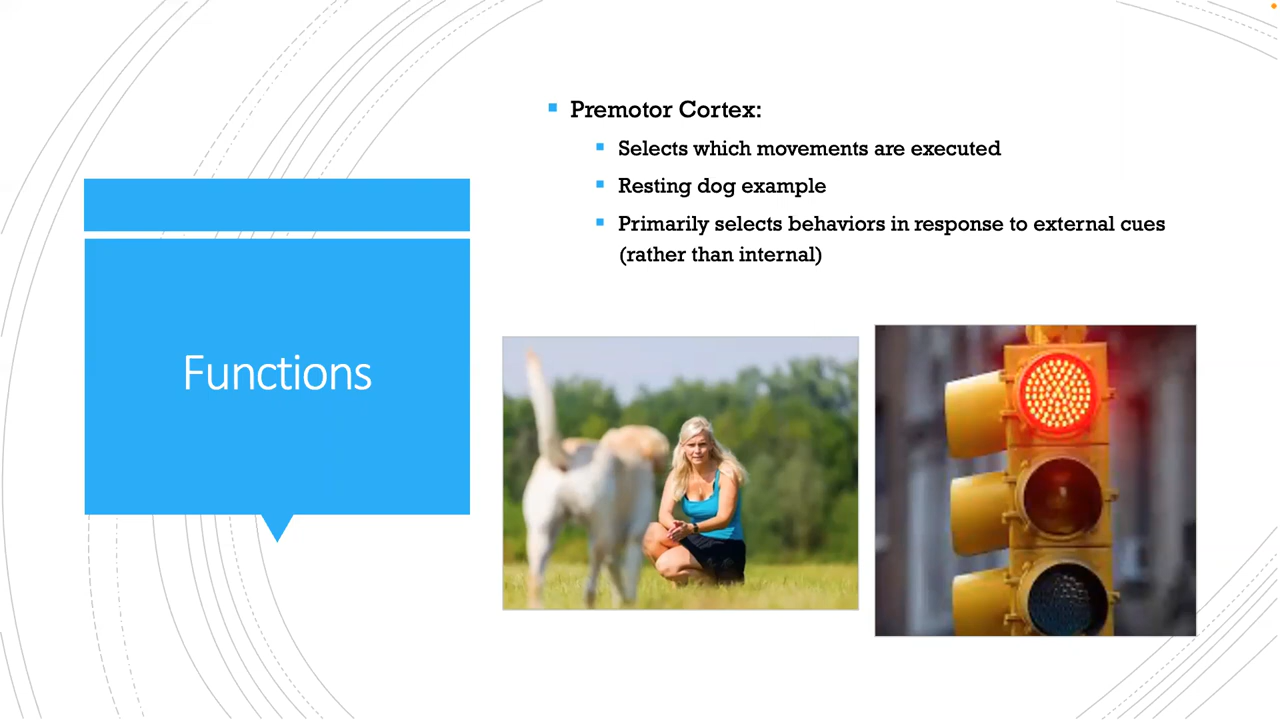 Functions
Premotor Cortex:
Selects which movements are executed
Resting dog example
Primarily selects behaviors in response to external cues
(rather than internal)